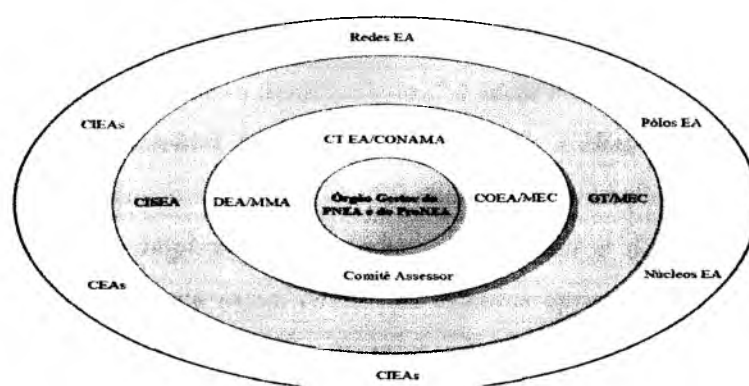 Redes EA
CIEAs
Pólos EA
CT EA/CONAMA
CISEA
DEA/MMA
Órgão Gestor da
PNEA e do ProNEA
COEA/MEC
GT/MEC
Comitê Assessor
CEAs
Núcleos EA
CIEAs